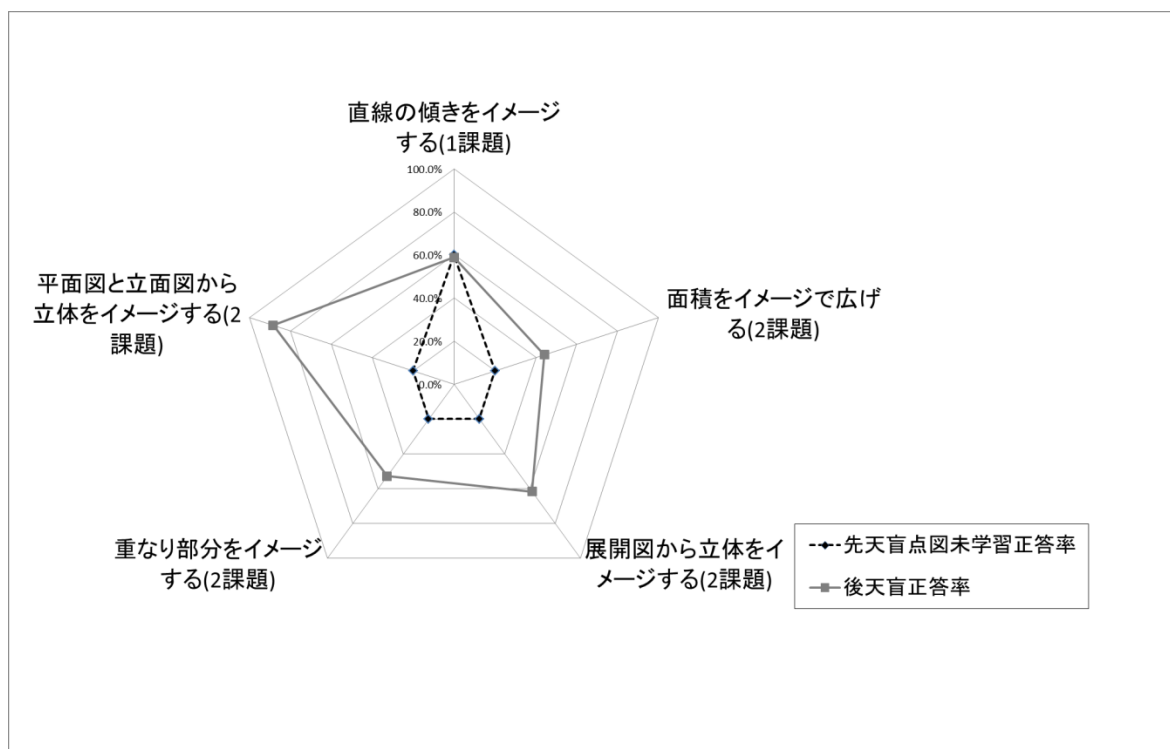 直線の傾きをイメージ
する(1課題)
100.0%
80.0%
60.0%
40.0%
20.0%
0.0%
面積をイメージで広げ
る(2課題)
展開図から立体をイ
メージする(2課題)
重なり部分をイメージ
する(2課題)
平面図と立面図から
立体をイメージする(2
課題)
先天盲点図未学習正答率
後天盲正答率